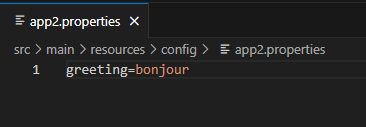 app2.properties
src > main > resources > config > app2.properties
1 greeting=bonjour